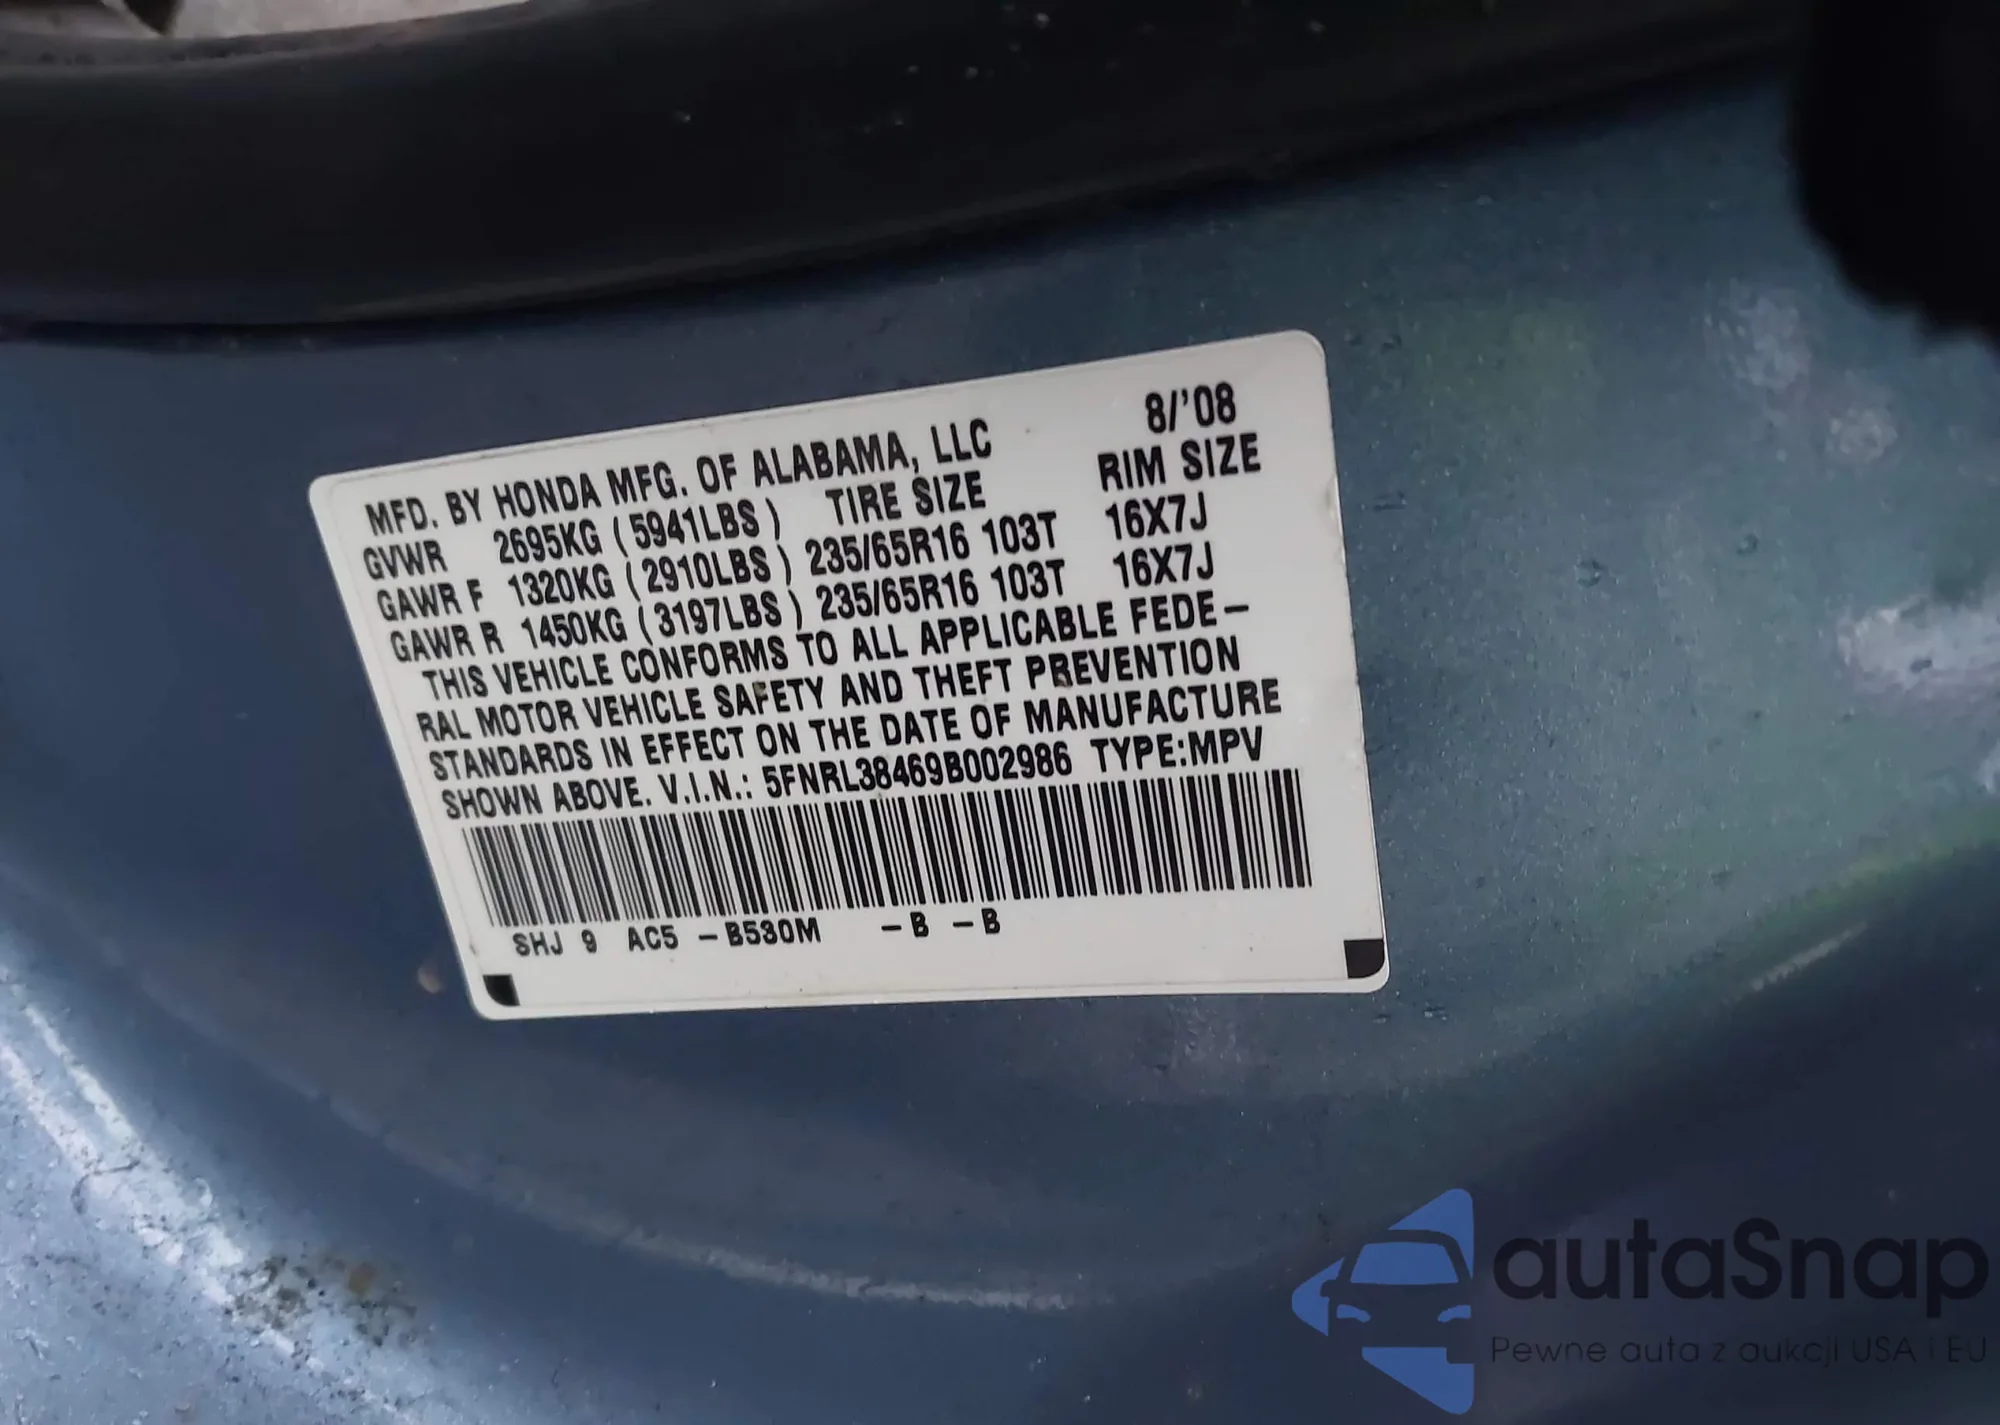 MFD. BY HONDA MFG. OF ALABAMA, LLC 8/'08
GVWR 2695KG (5941LBS) TIRE SIZE RIM SIZE
GAWR F 1320KG (2910LBS) 235/65R16 103T 16X7J
GAWR R 1450KG (3197LBS) 235/65R16 103T 16X7J
THIS VEHICLE CONFORMS TO ALL APPLICABLE FEDE-
RAL MOTOR VEHICLE SAFETY AND THEFT PREVENTION
STANDARDS IN EFFECT ON THE DATE OF MANUFACTURE
SHOWN ABOVE. V.I.N.: 5FNRL38469B002986 TYPE:MPV
SHJ 9 AC5 -B530M -B -B
autaSnap
Pewne auta z aukcji USA i EU